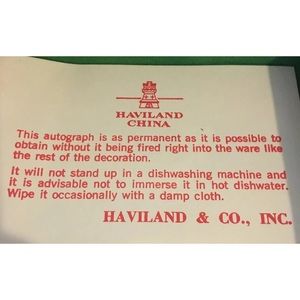 HAVILAND
CHINA
This autograph is as permanent as it is possible to
obtain without it being fired right into the ware like
the rest of the decoration.
It will not stand up in a dishwashing machine and
it is advisable not to immerse it in hot dishwater.
Wipe it occasionally with a damp cloth.
HAVILAND & CO., INC.